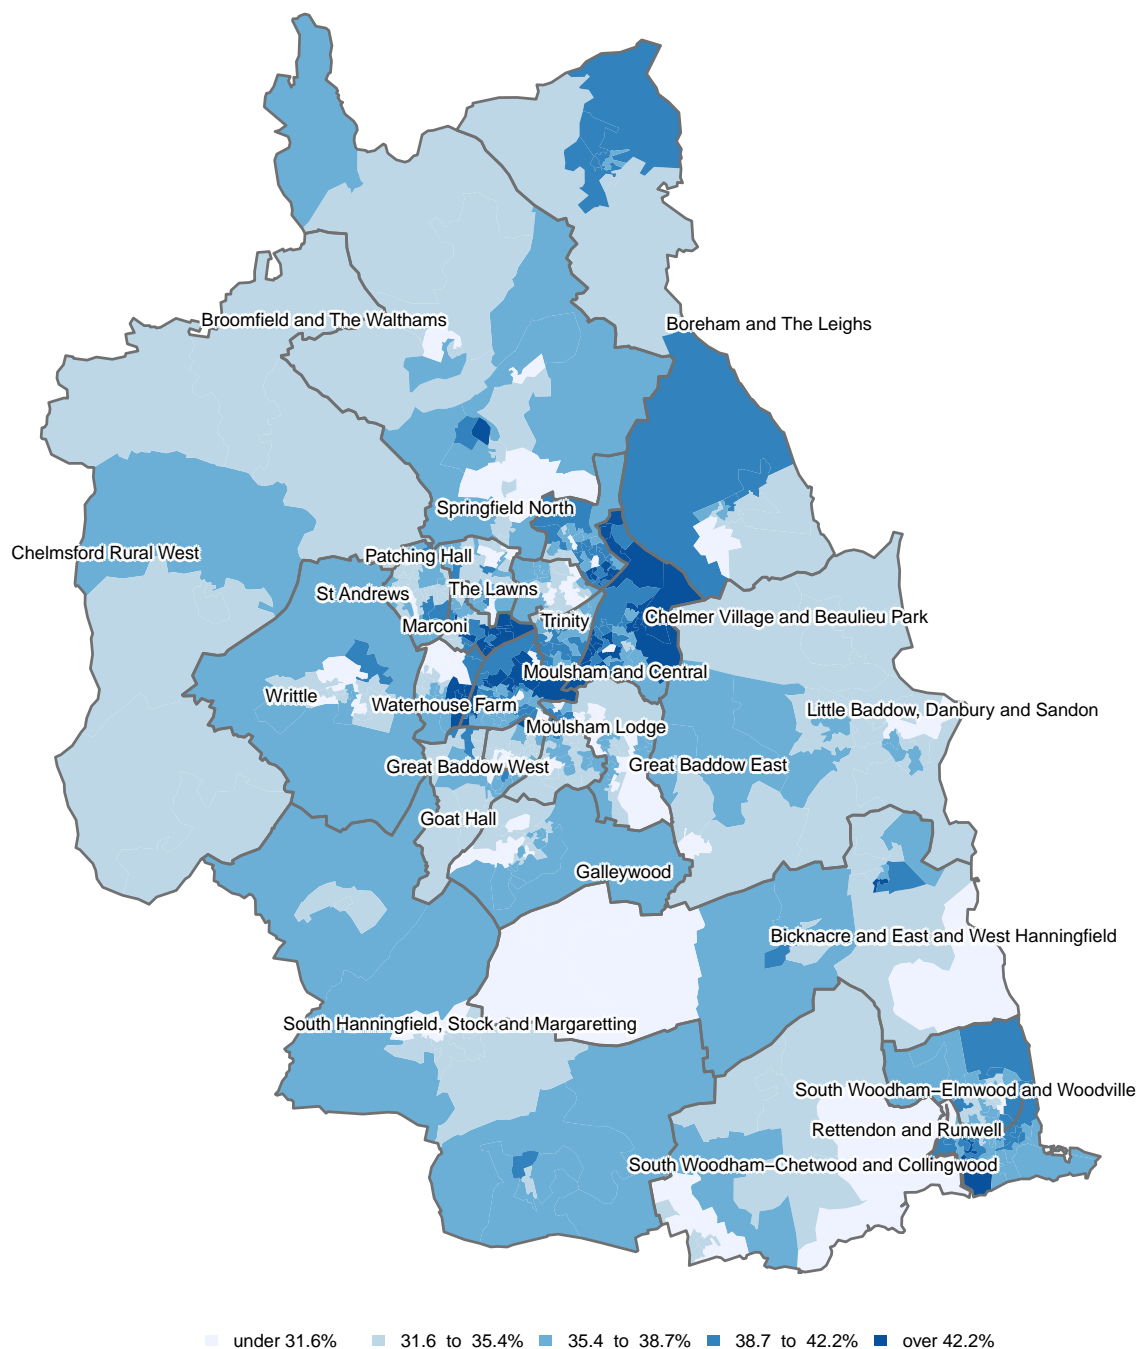 Broomfield and The Walthams
Boreham and The Leighs
Springfield North
Chelmsford Rural West
Patching Hall
The Lawns
St Andrews
Marconi
Trinity
Chelmer Village and Beaulieu Park
Moulsham and Central
Writtle
Waterhouse Farm
Little Baddow, Danbury and Sandon
Moulsham Lodge
Great Baddow West
Great Baddow East
Goat Hall
Galleywood
Bicknacre and East and West Hanningfield
South Hanningfield, Stock and Margaretting
South Woodham−Elmwood and Woodville
Rettendon and Runwell
South Woodham−Chetwood and Collingwood
under 31.6% 31.6 to 35.4% 35.4 to 38.7% 38.7 to 42.2% over 42.2%